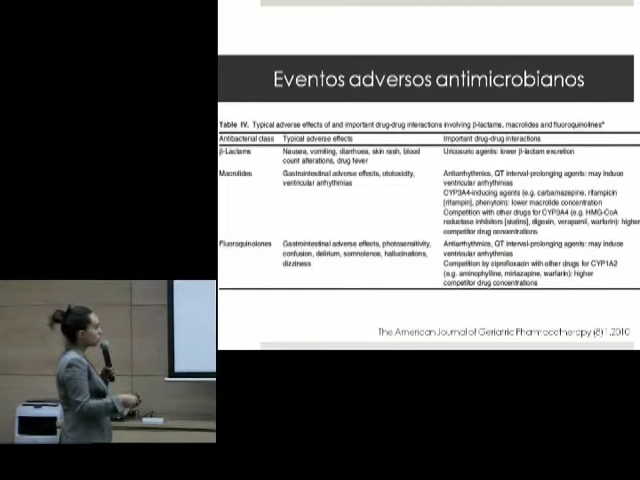 Eventos adversos antimicrobianos
Table IV. Typical adverse effects of and important drug-drug interactions involving β-lactams, macrolides and fluoroquinolones
Antibacterial class Typical adverse effects Important drug-drug interactions
β-Lactams Nausea, vomiting, diarrhoea, skin rash, blood Uricosuric agents: lower β-lactam excretion
count alterations, drug fever
Macrolides Gastrointestinal adverse effects, ototoxicity, Antiarrhythmics, QT interval-prolonging agents: may induce
ventricular arrhythmias ventricular arrhythmias
CYP3A4-inducing agents (e.g. carbamazepine, rifampicin
[rifampin], phenytoin): lower macrolide concentration
Competition with other drugs for CYP3A4 (e.g. HMG-CoA
reductase inhibitors [statins], digoxin, verapamil, warfarin): higher
competitor drug concentrations
Fluoroquinolones Gastrointestinal adverse effects, photosensitivity, Antiarrhythmics, QT interval-prolonging agents: may induce
confusion, delirium, somnolence, hallucinations, ventricular arrhythmias
dizziness Competition by ciprofloxacin with other drugs for CYP1A2
(e.g. aminophylline, mirtazapine, warfarin): higher
competitor drug concentrations
The American Journal of Geriatric Pharmacotherapy (8)1,2010